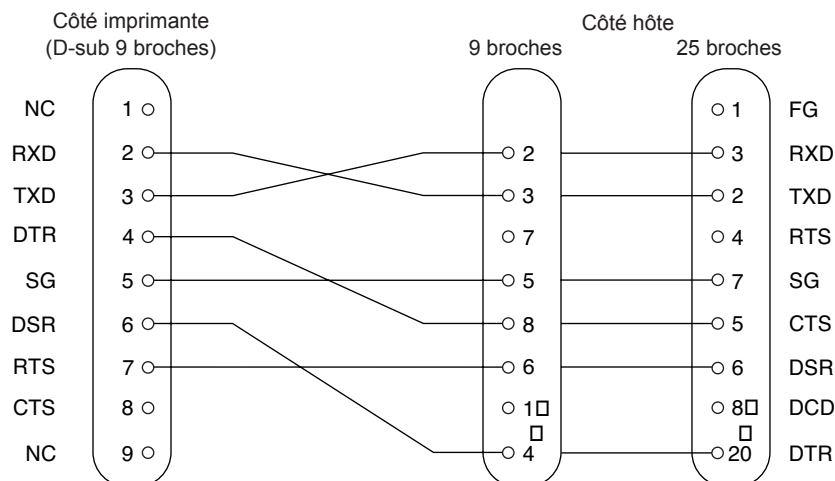 Côté imprimante
(D-sub 9 broches)
Côté hôte
9 broches
25 broches
NC 1 1 FG
RXD 2 2 3 RXD
TXD 3 3 2 TXD
DTR 4 7 4 RTS
SG 5 5 7 SG
DSR 6 8 5 CTS
RTS 7 6 6 DSR
CTS 8 1 8 DCD
NC 9 4 20 DTR